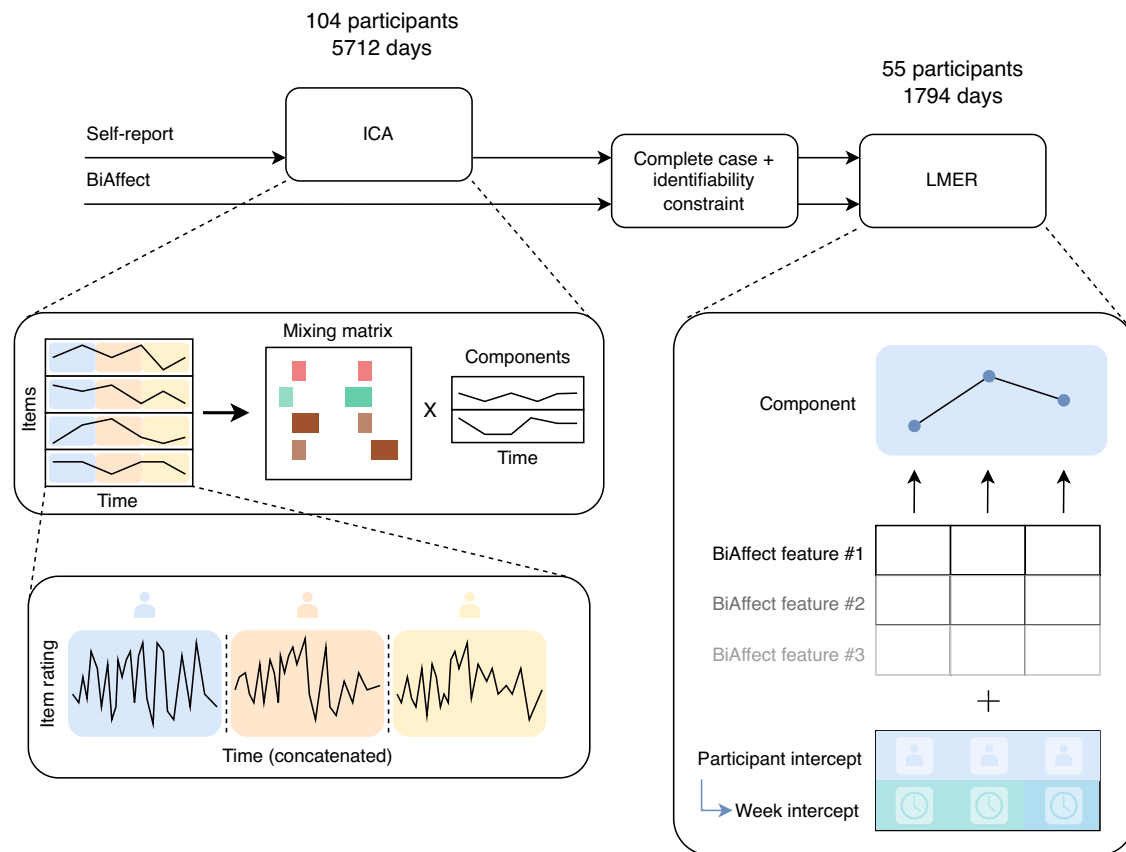 104 participants
5712 days
55 participants
1794 days
Self-report
BiAffect
ICA
Complete case +
identifiability
constraint
LMER
Mixing matrix
Components
Items
X
Time
Time
Item rating
Time (concatenated)
Component
BiAffect feature #1
BiAffect feature #2
BiAffect feature #3
+
Participant intercept
Week intercept